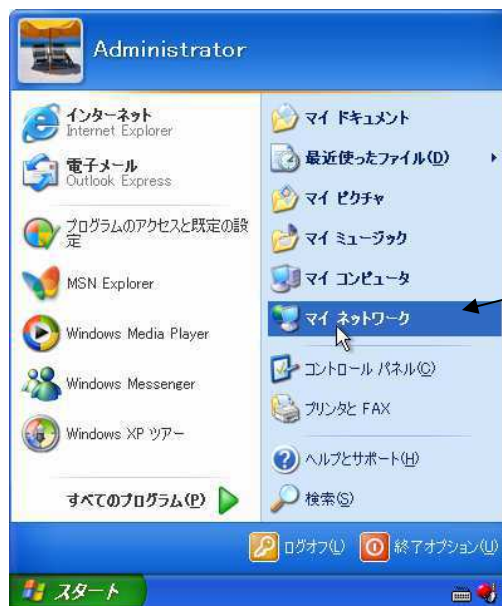 Administrator
インターネット
Internet Explorer
電子メール
Outlook Express
プログラムのアクセスと既定の設
定
MSN Explorer
Windows Media Player
Windows Messenger
Windows XP ツアー
すべてのプログラム(P)
マイ ドキュメント
最近使ったファイル(D)
マイ ピクチャ
マイ ミュージック
マイ コンピュータ
マイ ネットワーク
コントロール パネル(C)
プリンタと FAX
ヘルプとサポート(H)
検索(S)
ログオフ(L)
終了オプション(U)
スタート